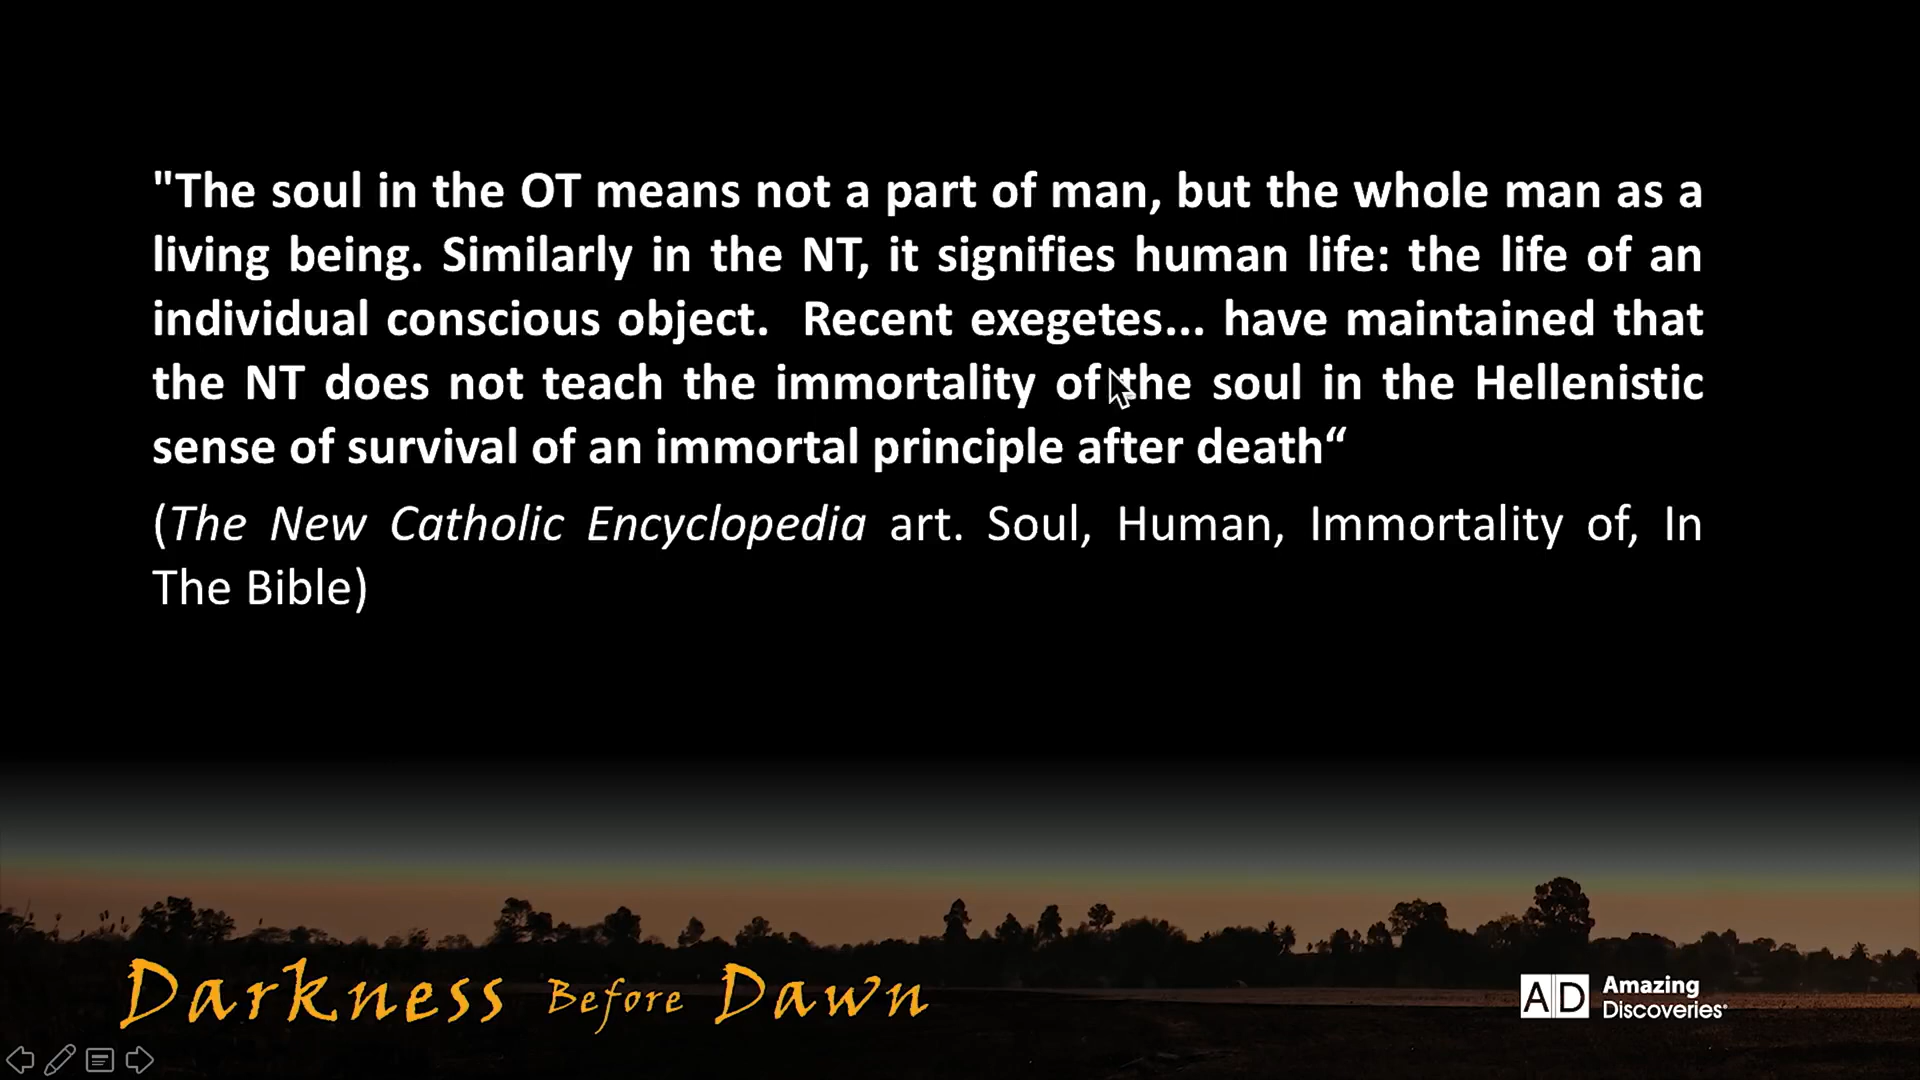 "The soul in the OT means not a part of man, but the whole man as a
living being. Similarly in the NT, it signifies human life: the life of an
individual conscious object.  Recent exegetes... have maintained that
the NT does not teach the immortality of the soul in the Hellenistic
sense of survival of an immortal principle after death“
(The New Catholic Encyclopedia art. Soul, Human, Immortality of, In
The Bible)
Darkness Before Dawn
AD
Amazing
Discoveries